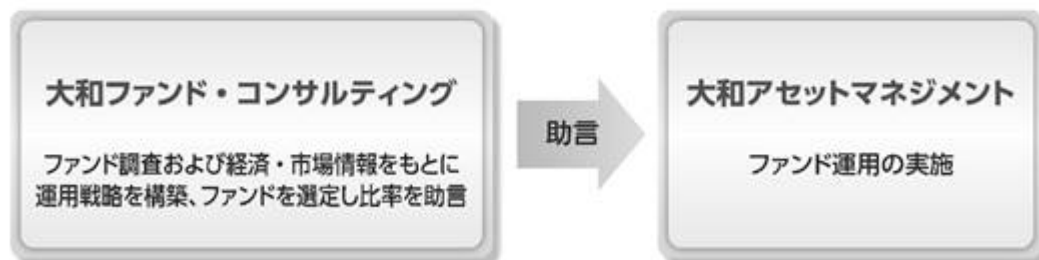 大和ファンド・コンサルティング
ファンド調査および経済・市場情報をもとに
運用戦略を構築、ファンドを選定し比率を助言
助言
大和アセットマネジメント
ファンド運用の実施